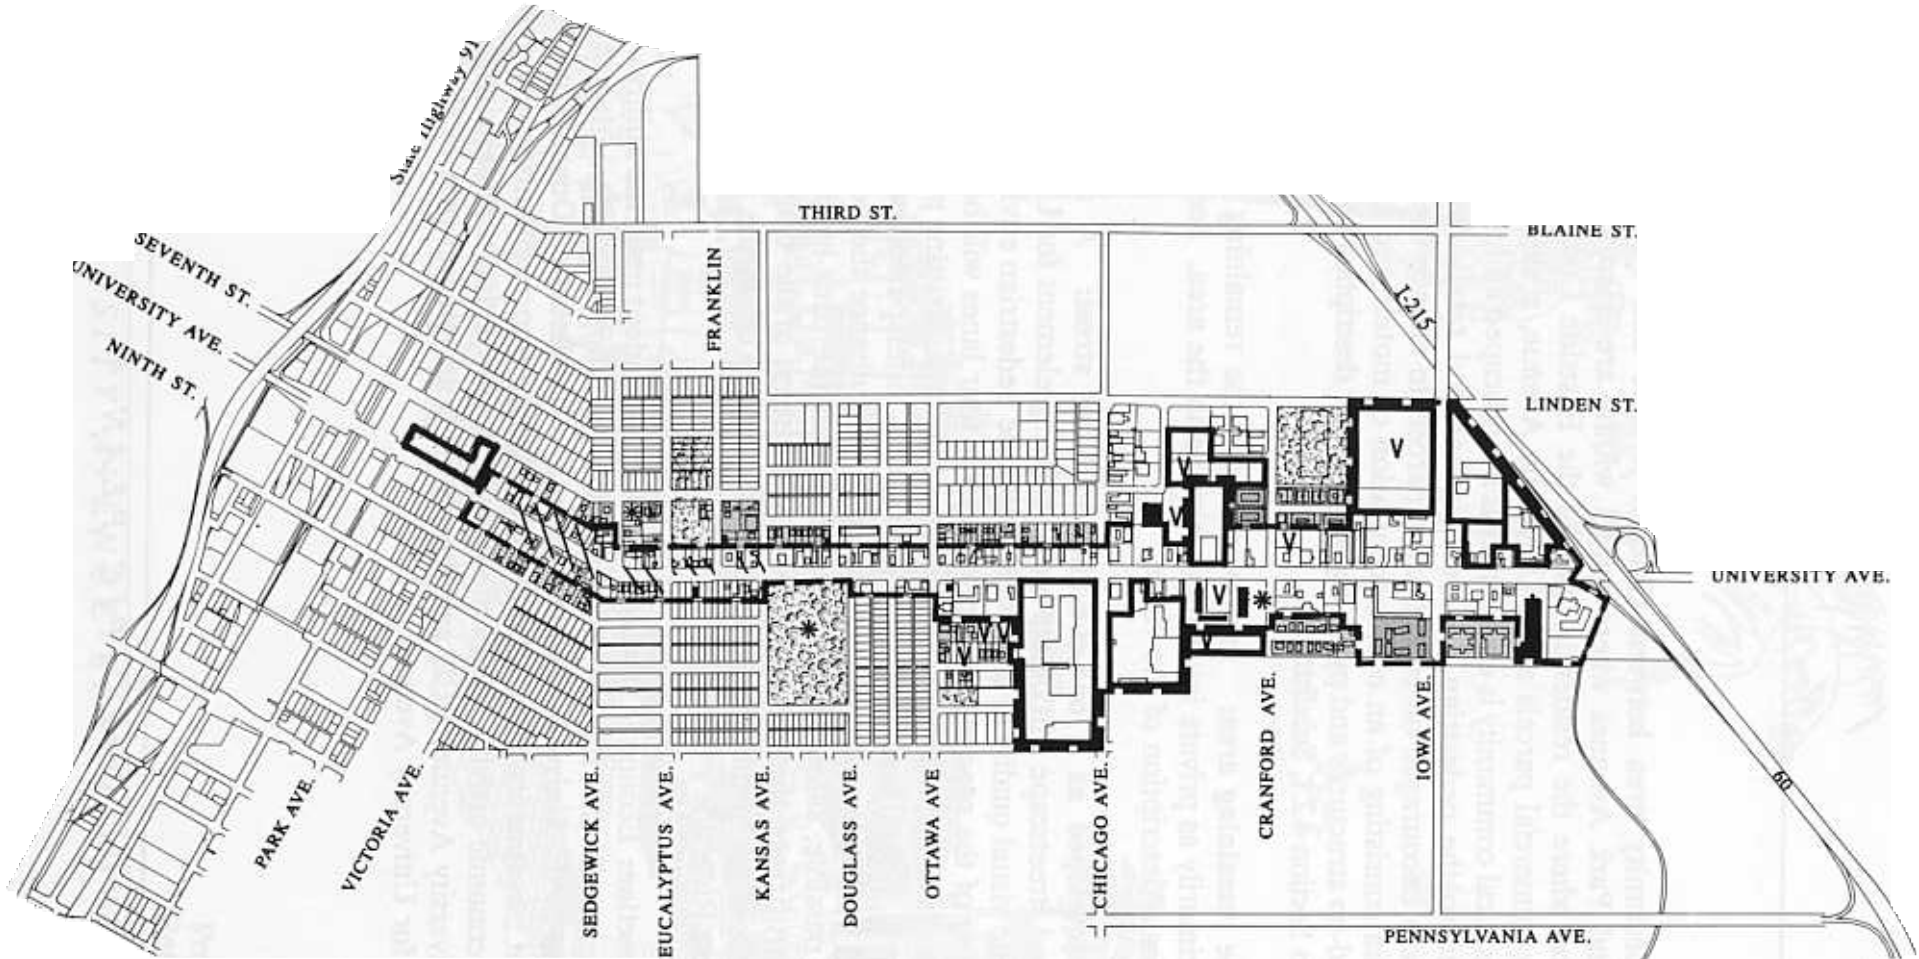 State Highway 91
THIRD ST.
BLAINE ST.
SEVENTH ST.
UNIVERSITY AVE.
NINTH ST.
FRANKLIN
I-215
LINDEN ST.
V
V
V
V
UNIVERSITY AVE.
V
V V
V
V
CRANFORD AVE.
IOWA AVE.
PARK AVE.
VICTORIA AVE.
SEDGEWICK AVE.
EUCALYPTUS AVE.
KANSAS AVE.
DOUGLASS AVE.
OTTAWA AVE
CHICAGO AVE.
60
PENNSYLVANIA AVE.